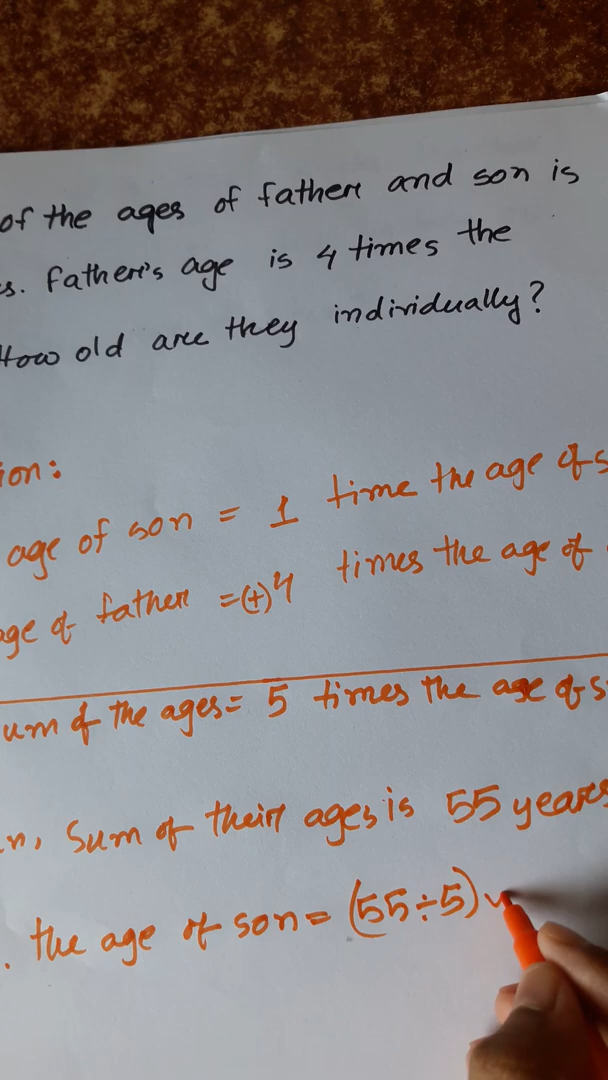 of the ages of father and son is
s. Father's age is 4 times the
How old are they individually?
ion:
age of son = 1 time the age of s
age of father =(+) 4 times the age of
um of the ages= 5 times the age of s
n, Sum of their ages is 55 years
. the age of son= (55÷5)